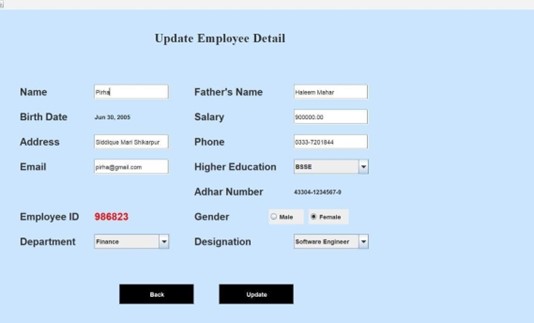 Update Employee Detail
Name Pirha Father's Name Haleem Mahar
Birth Date Jun 30, 2005 Salary 900000.00
Address Siddique Mari Shikarpur Phone 0333-7201844
Email pirha@gmail.com Higher Education BSSE
Adhar Number 43304-1234567-9
Employee ID 986823 Gender Male Female
Department Finance Designation Software Engineer
Back Update